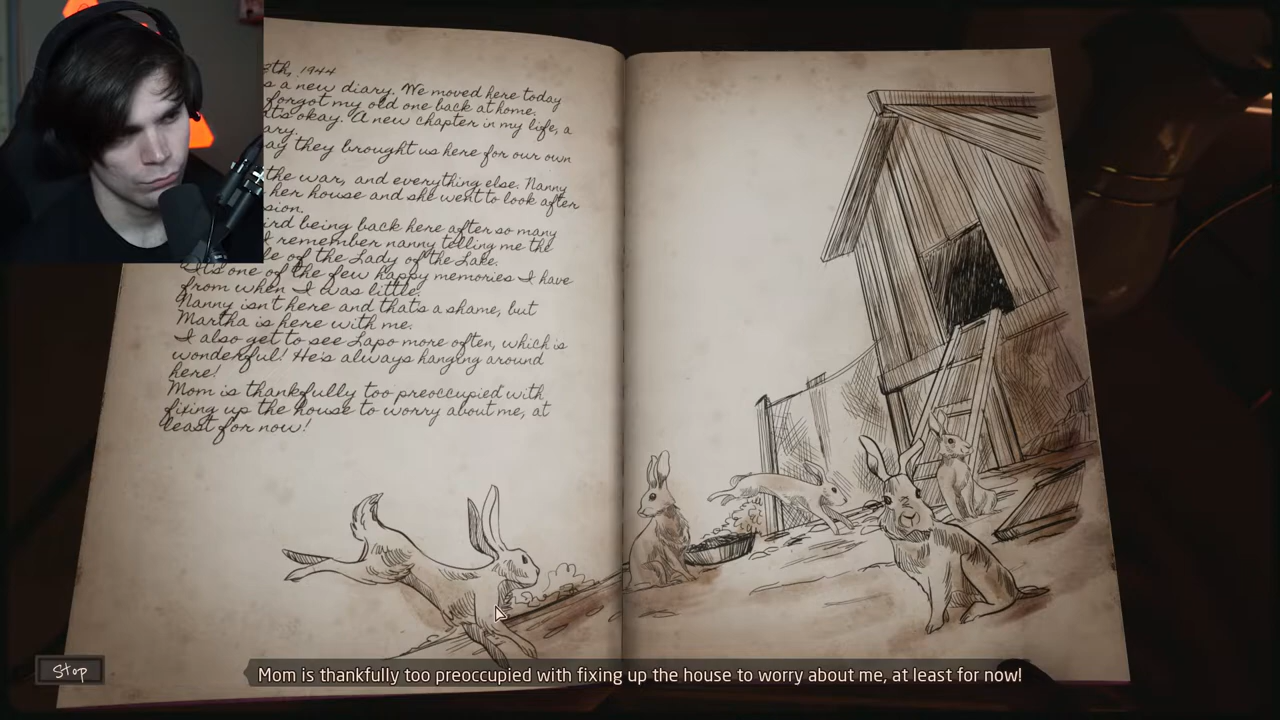 8th, 1944
s a new diary. We moved here today
forgot my old one back at home.
at's okay. A new chapter in my life, a
ary.
ay they brought us here for our own
the war, and everything else. Nanny
her house and she went to look after
sion.
ird being back here after so many
I remember nanny telling me the
le of the Lady of the Lake.
It's one of the few happy memories I have
from when I was little.
Nanny isn't here and that's a shame, but
Martha is here with me.
I also get to see Lapo more often, which is
wonderful! He's always hanging around
here!
Mom is thankfully too preoccupied with
fixing up the house to worry about me, at
least for now!
Stop
Mom is thankfully too preoccupied with fixing up the house to worry about me, at least for now!